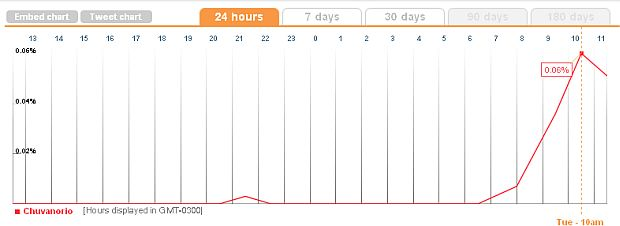 Embed chart Tweet chart 24 hours 7 days 30 days 90 days 180 days
13 14 15 16 17 18 19 20 21 22 23 0 1 2 3 4 5 6 7 8 9 10 11
0.06%
0.06%
0.04%
0.02%
Chuvanorio [Hours displayed in GMT-0300]
Tue - 10am